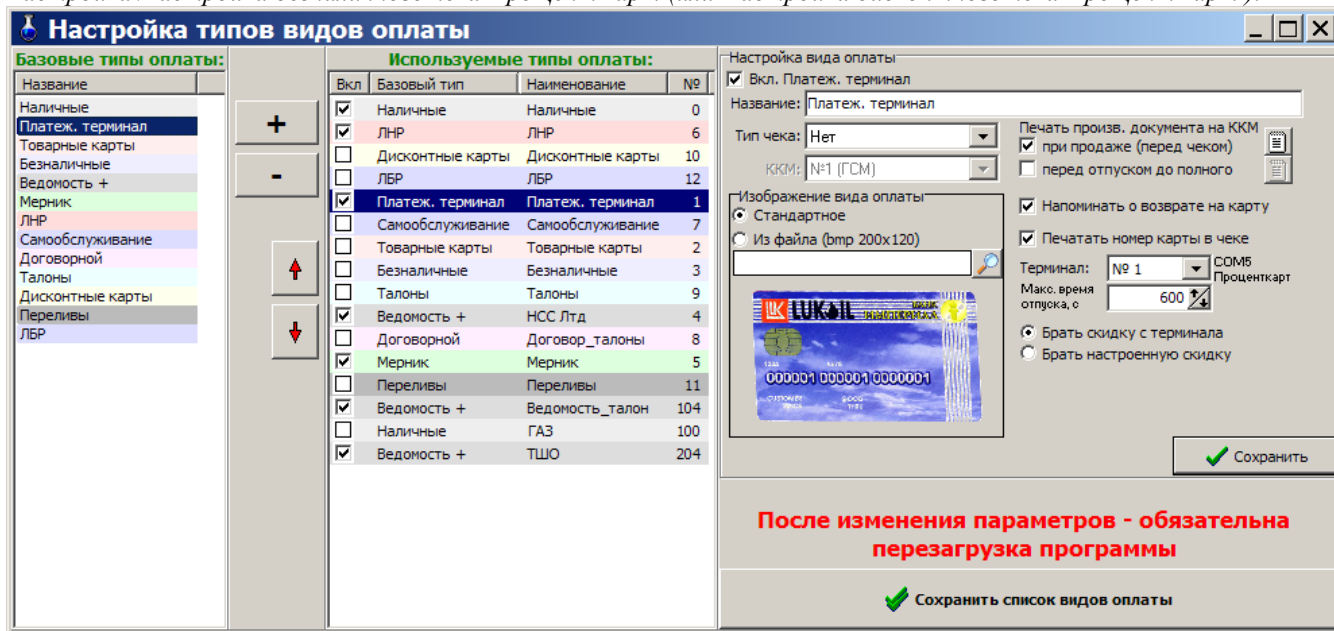 Настройка типов видов оплаты
Базовые типы оплаты:
Название
Наличные
Платеж. терминал
Товарные карты
Безналичные
Ведомость +
Мерник
ЛНР
Самообслуживание
Договорной
Талоны
Дисконтные карты
Переливы
ЛБР
+
-
Используемые типы оплаты:
Вкл Базовый тип Наименование №
Наличные Наличные 0
ЛНР ЛНР 6
Дисконтные карты Дисконтные карты 10
ЛБР ЛБР 12
Платеж. терминал Платеж. терминал 1
Самообслуживание Самообслуживание 7
Товарные карты Товарные карты 2
Безналичные Безналичные 3
Талоны Талоны 9
Ведомость + НСС Лтд 4
Договорной Договор_талоны 8
Мерник Мерник 5
Переливы Переливы 11
Ведомость + Ведомость_талон 104
Наличные ГАЗ 100
Ведомость + ТШО 204
Настройка вида оплаты
Вкл. Платеж. терминал
Название: Платеж. терминал
Тип чека: Нет
ККМ: №1 (ГСМ)
Печать произв. документа на ККМ
при продаже (перед чеком)
перед отпуском до полного
Изображение вида оплаты
Стандартное
Из файла (bmp 200x120)
LUKOIL
000001 000001 0000001
Напоминать о возврате на карту
Печатать номер карты в чеке
Терминал: № 1 COM5
Проценткарт
Макс. время
отпуска, с 600
Брать скидку с терминала
Брать настроенную скидку
Сохранить
После изменения параметров - обязательна
перезагрузка программы
Сохранить список видов оплаты